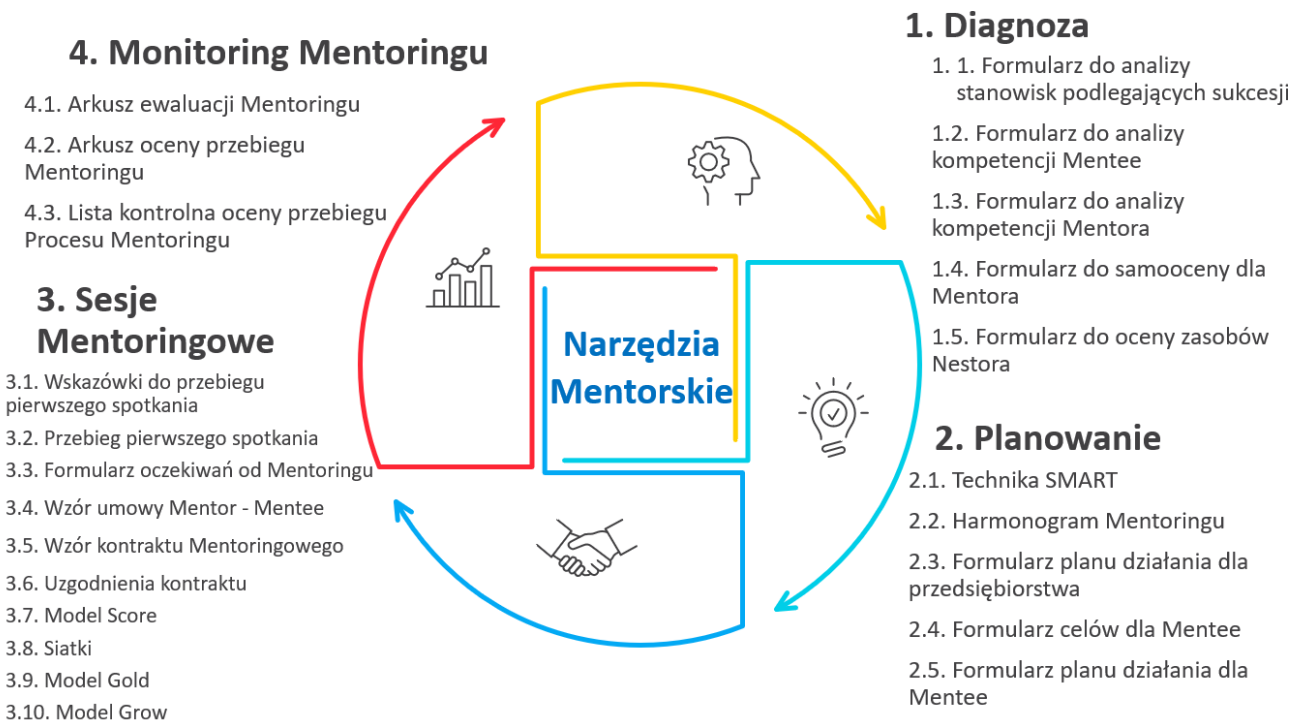 1. Diagnoza
1. 1. Formularz do analizy
stanowisk podlegających sukcesji
1.2. Formularz do analizy
kompetencji Mentee
1.3. Formularz do analizy
kompetencji Mentora
1.4. Formularz do samooceny dla
Mentora
1.5. Formularz do oceny zasobów
Nestora
2. Planowanie
2.1. Technika SMART
2.2. Harmonogram Mentoringu
2.3. Formularz planu działania dla
przedsiębiorstwa
2.4. Formularz celów dla Mentee
2.5. Formularz planu działania dla
Mentee
3. Sesje
Mentoringowe
3.1. Wskazówki do przebiegu
pierwszego spotkania
3.2. Przebieg pierwszego spotkania
3.3. Formularz oczekiwań od Mentoringu
3.4. Wzór umowy Mentor - Mentee
3.5. Wzór kontraktu Mentoringowego
3.6. Uzgodnienia kontraktu
3.7. Model Score
3.8. Siatki
3.9. Model Gold
3.10. Model Grow
4. Monitoring Mentoringu
4.1. Arkusz ewaluacji Mentoringu
4.2. Arkusz oceny przebiegu
Mentoringu
4.3. Lista kontrolna oceny przebiegu
Procesu Mentoringu
Narzędzia
Mentorskie